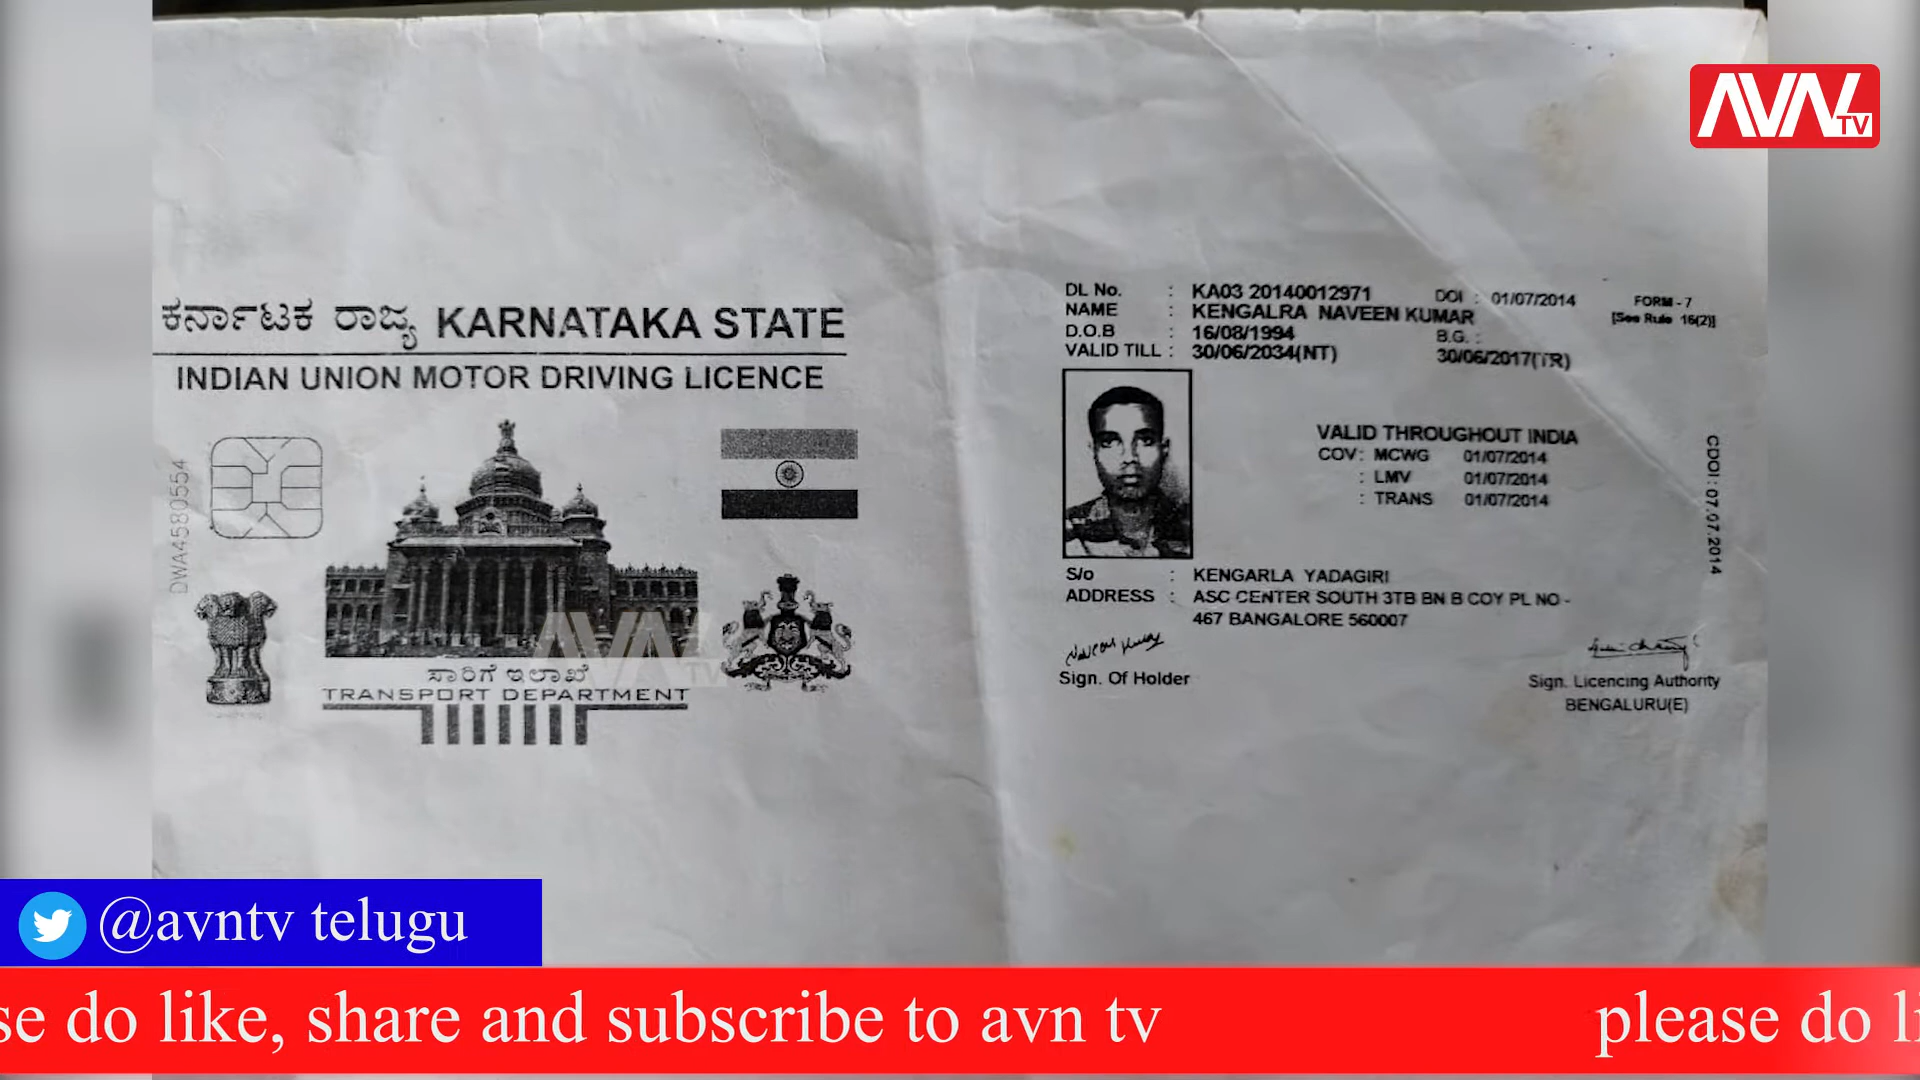 AVN TV
ಕರ್ನಾಟಕ ರಾಜ್ಯ KARNATAKA STATE
INDIAN UNION MOTOR DRIVING LICENCE
DWA4580554
ಸಾರಿಗೆ ಇಲಾಖೆ
TRANSPORT DEPARTMENT
AVN TV
DL No. : KA03 20140012971 DOI : 01/07/2014
FORM - 7
[See Rule 16(2)]
NAME : KENGALRA NAVEEN KUMAR
D.O.B : 16/08/1994 B.G. :
VALID TILL : 30/06/2034(NT) 30/06/2017(TR)
VALID THROUGHOUT INDIA
COV : MCWG 01/07/2014
: LMV 01/07/2014
: TRANS 01/07/2014
CDOI : 07.07.2014
S/o : KENGARLA YADAGIRI
ADDRESS : ASC CENTER SOUTH 3TB BN B COY PL NO -
467 BANGALORE 560007
Sign. Of Holder
Sign. Licencing Authority
BENGALURU(E)
@avntv telugu
se do like, share and subscribe to avn tv please do li